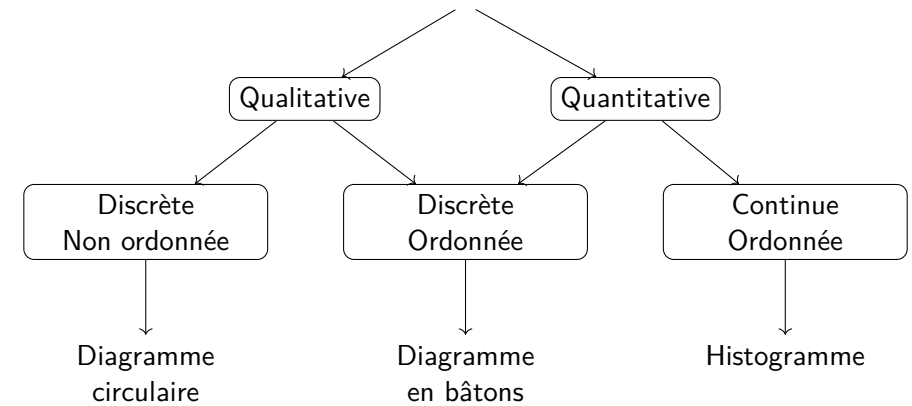 Qualitative
Quantitative
Discrète
Non ordonnée
Discrète
Ordonnée
Continue
Ordonnée
Diagramme
circulaire
Diagramme
en bâtons
Histogramme